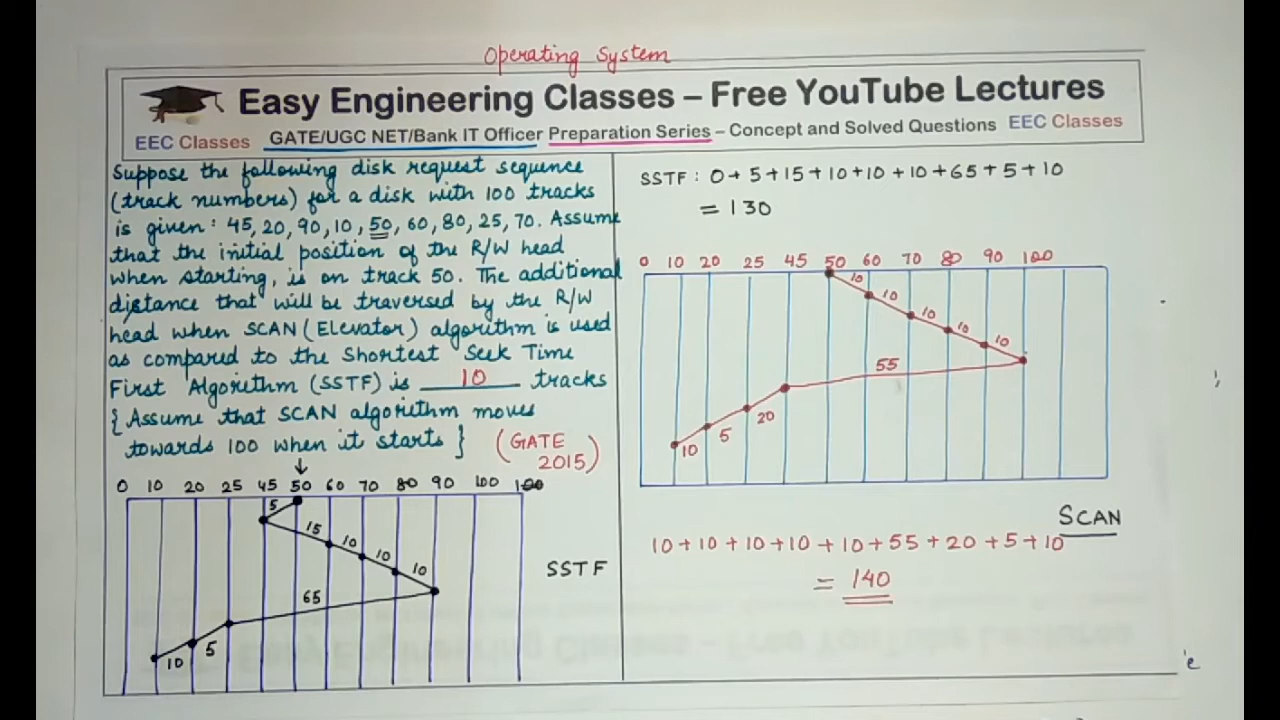 Operating System
Easy Engineering Classes – Free YouTube Lectures
EEC Classes GATE/UGC NET/Bank IT Officer Preparation Series – Concept and Solved Questions EEC Classes
Suppose the following disk request sequence
(track numbers) for a disk with 100 tracks
is given: 45, 20, 90, 10, 50, 60, 80, 25, 70. Assume
that the initial position of the R/W head
when starting, is on track 50. The additional
distance that will be traversed by the R/W
head when SCAN (Elevator) algorithm is used
as compared to the Shortest Seek Time
First Algorithm (SSTF) is 10 tracks
{Assume that SCAN algorithm moves
towards 100 when it starts} (GATE
2015)
0 10 20 25 45 50 60 70 80 90 100 100
5
15
10
10
10
65
5
10
SSTF
SSTF: 0+5+15+10+10+10+65+5+10
= 130
0 10 20 25 45 50 60 70 80 90 100
10
10
10
10
10
55
20
5
10
SCAN
10+10+10+10+10+55+20+5+10
= 140